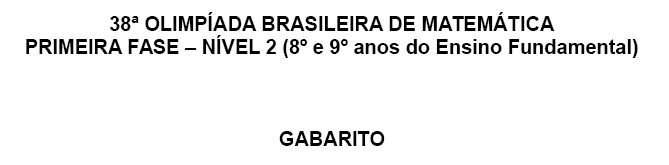 38ª OLIMPÍADA BRASILEIRA DE MATEMÁTICA
PRIMEIRA FASE – NÍVEL 2 (8º e 9º anos do Ensino Fundamental)
GABARITO